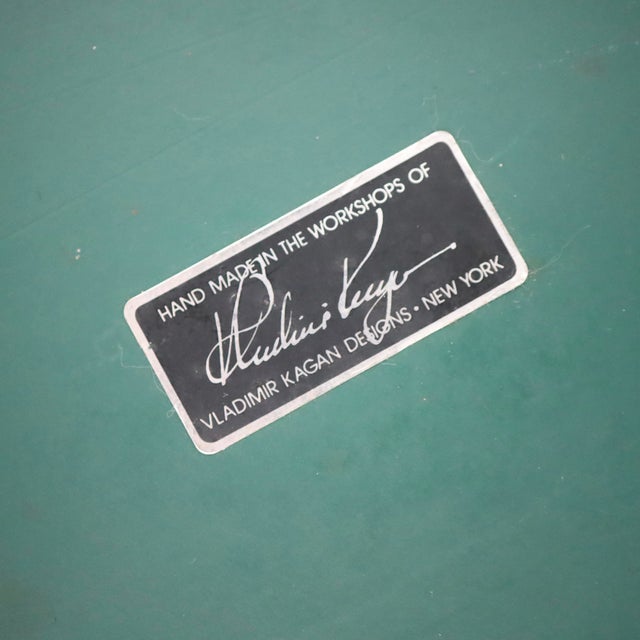 HAND MADE IN THE WORKSHOPS OF
Vladimir Kagan
VLADIMIR KAGAN DESIGNS • NEW YORK